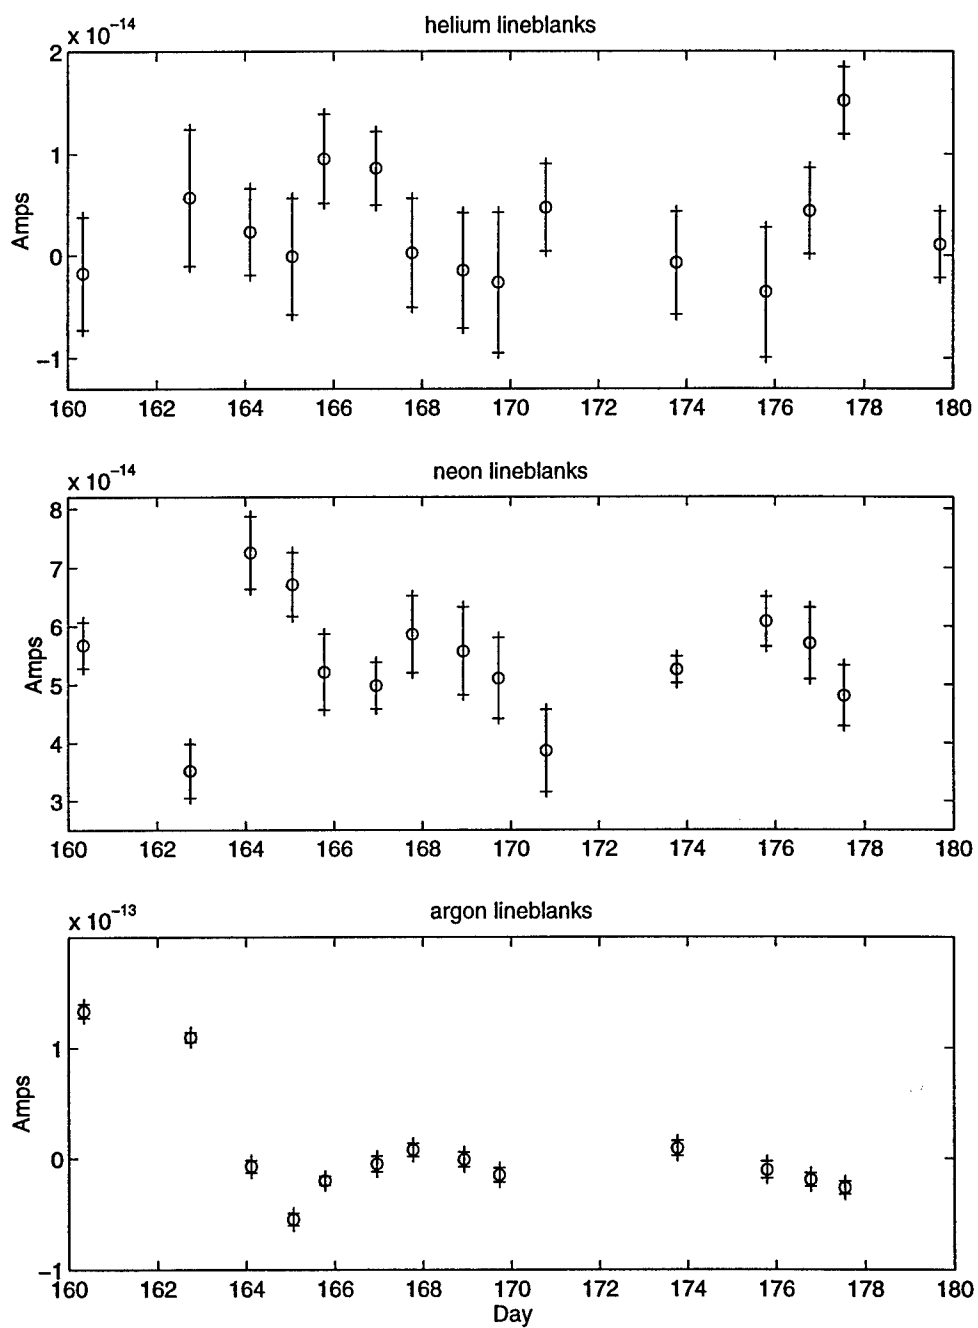 helium lineblanks
x 10^-14
2
1
0
-1
Amps
160 162 164 166 168 170 172 174 176 178 180
neon lineblanks
x 10^-14
8
7
6
5
4
3
Amps
160 162 164 166 168 170 172 174 176 178 180
argon lineblanks
x 10^-13
1
0
-1
Amps
160 162 164 166 168 170 172 174 176 178 180
Day